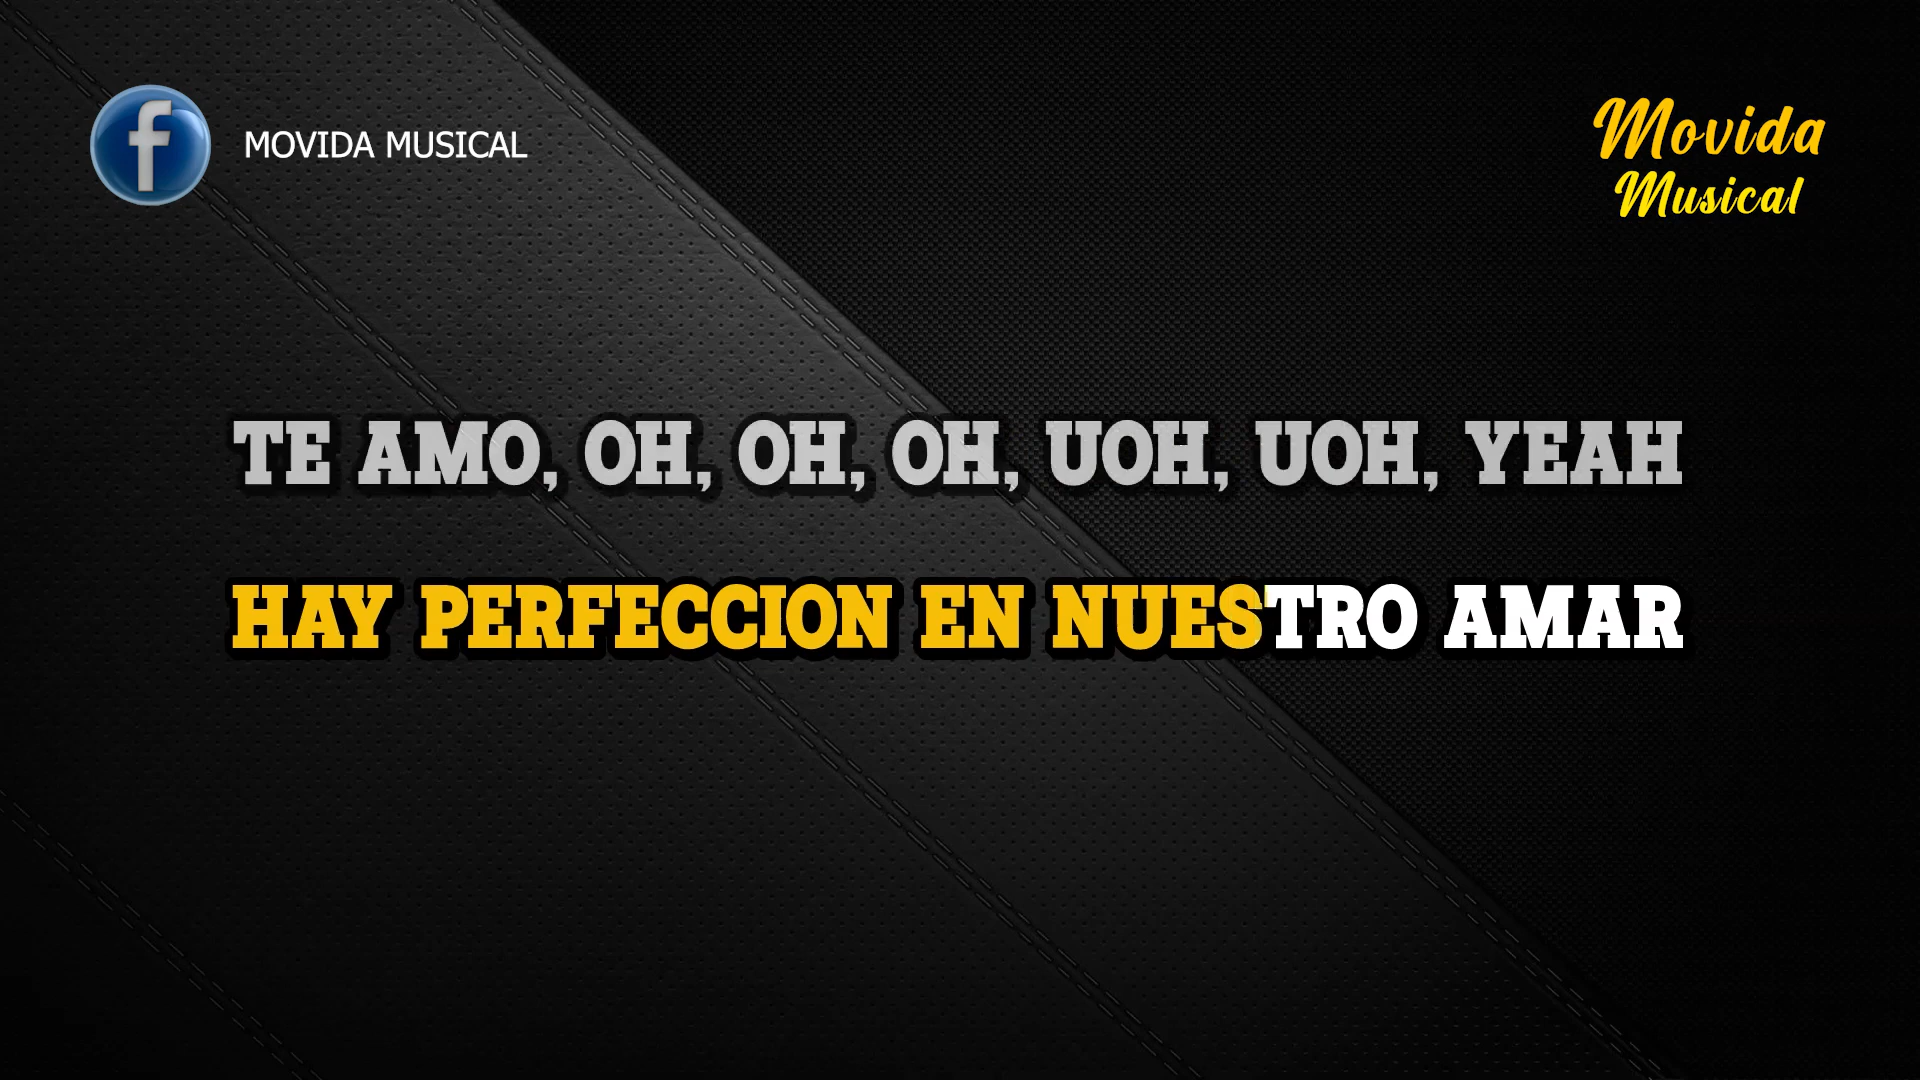 MOVIDA MUSICAL
Movida
Musical
TE AMO, OH, OH, OH, UOH, UOH, YEAH
HAY PERFECCION EN NUESTRO AMAR